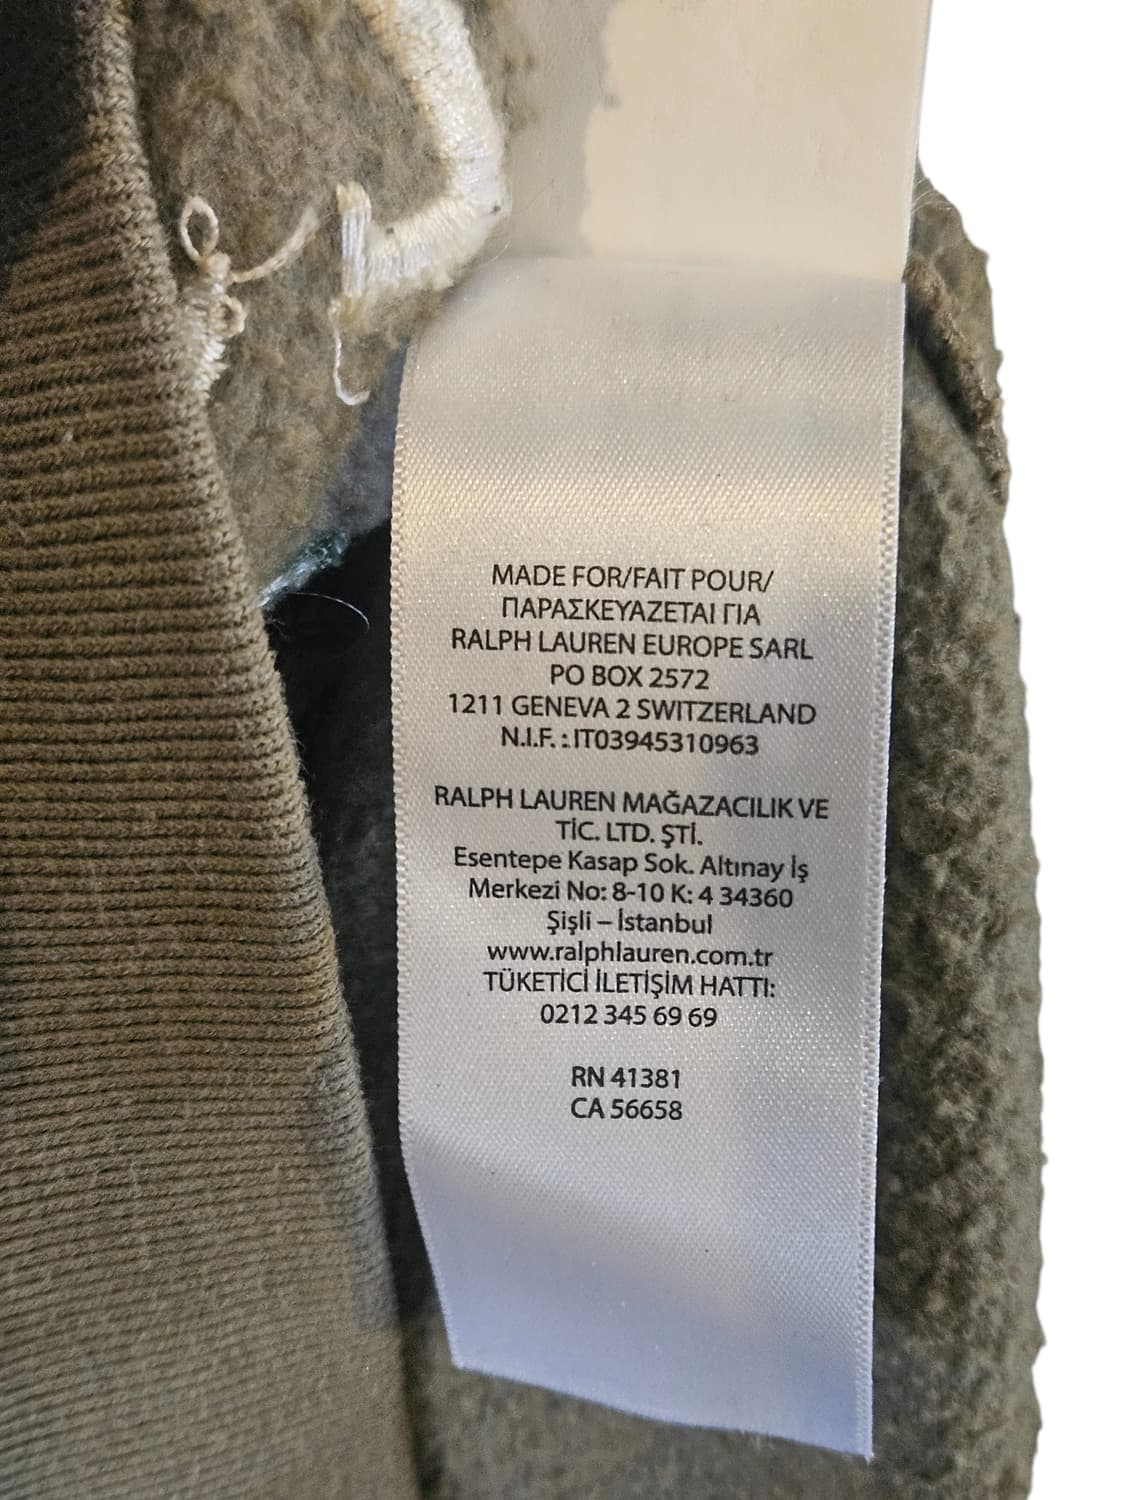 MADE FOR/FAIT POUR/
ΠΑΡΑΣΚΕΥΑΖΕΤΑΙ ΓΙΑ
RALPH LAUREN EUROPE SARL
PO BOX 2572
1211 GENEVA 2 SWITZERLAND
N.I.F. : IT03945310963
RALPH LAUREN MAĞAZACILIK VE
TİC. LTD. ŞTİ.
Esentepe Kasap Sok. Altınay İş
Merkezi No: 8-10 K: 4 34360
Şişli – İstanbul
www.ralphlauren.com.tr
TÜKETİCİ İLETİŞİM HATTI:
0212 345 69 69
RN 41381
CA 56658